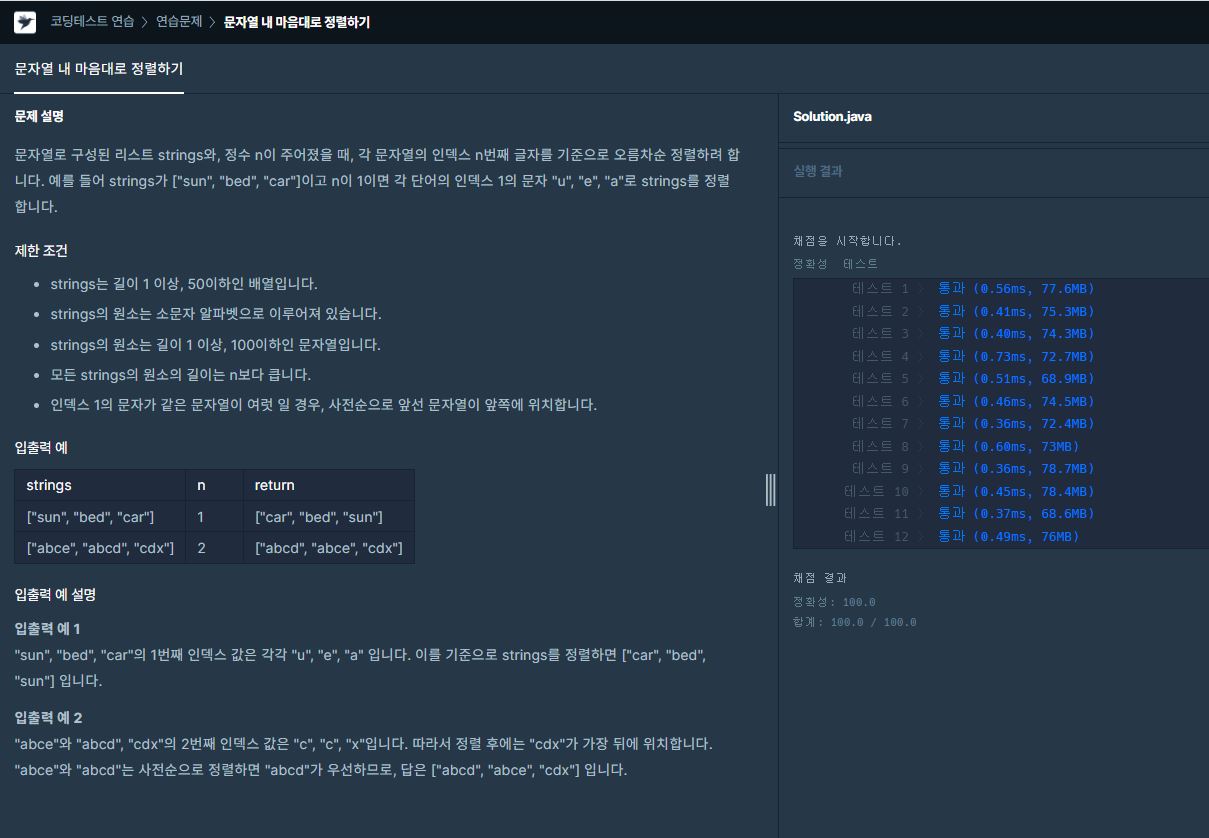 코딩테스트 연습 > 연습문제 > 문자열 내 마음대로 정렬하기
문자열 내 마음대로 정렬하기
문제 설명
문자열로 구성된 리스트 strings와, 정수 n이 주어졌을 때, 각 문자열의 인덱스 n번째 글자를 기준으로 오름차순 정렬하려 합
니다. 예를 들어 strings가 ["sun", "bed", "car"]이고 n이 1이면 각 단어의 인덱스 1의 문자 "u", "e", "a"로 strings를 정렬
합니다.
제한 조건
• strings는 길이 1 이상, 50이하인 배열입니다.
• strings의 원소는 소문자 알파벳으로 이루어져 있습니다.
• strings의 원소는 길이 1 이상, 100이하인 문자열입니다.
• 모든 strings의 원소의 길이는 n보다 큽니다.
• 인덱스 1의 문자가 같은 문자열이 여럿 일 경우, 사전순으로 앞선 문자열이 앞쪽에 위치합니다.
입출력 예
strings n return
["sun", "bed", "car"] 1 ["car", "bed", "sun"]
["abce", "abcd", "cdx"] 2 ["abcd", "abce", "cdx"]
입출력 예 설명
입출력 예 1
"sun", "bed", "car"의 1번째 인덱스 값은 각각 "u", "e", "a" 입니다. 이를 기준으로 strings를 정렬하면 ["car", "bed",
"sun"] 입니다.
입출력 예 2
"abce"와 "abcd", "cdx"의 2번째 인덱스 값은 "c", "c", "x"입니다. 따라서 정렬 후에는 "cdx"가 가장 뒤에 위치합니다.
"abce"와 "abcd"는 사전순으로 정렬하면 "abcd"가 우선하므로, 답은 ["abcd", "abce", "cdx"] 입니다.
Solution.java
실행 결과
채점을 시작합니다.
정확성 테스트
테스트 1 > 통과 (0.56ms, 77.6MB)
테스트 2 > 통과 (0.41ms, 75.3MB)
테스트 3 > 통과 (0.40ms, 74.3MB)
테스트 4 > 통과 (0.73ms, 72.7MB)
테스트 5 > 통과 (0.51ms, 68.9MB)
테스트 6 > 통과 (0.46ms, 74.5MB)
테스트 7 > 통과 (0.36ms, 72.4MB)
테스트 8 > 통과 (0.60ms, 73MB)
테스트 9 > 통과 (0.36ms, 78.7MB)
테스트 10 > 통과 (0.45ms, 78.4MB)
테스트 11 > 통과 (0.37ms, 68.6MB)
테스트 12 > 통과 (0.49ms, 76MB)
채점 결과
정확성: 100.0
합계: 100.0 / 100.0